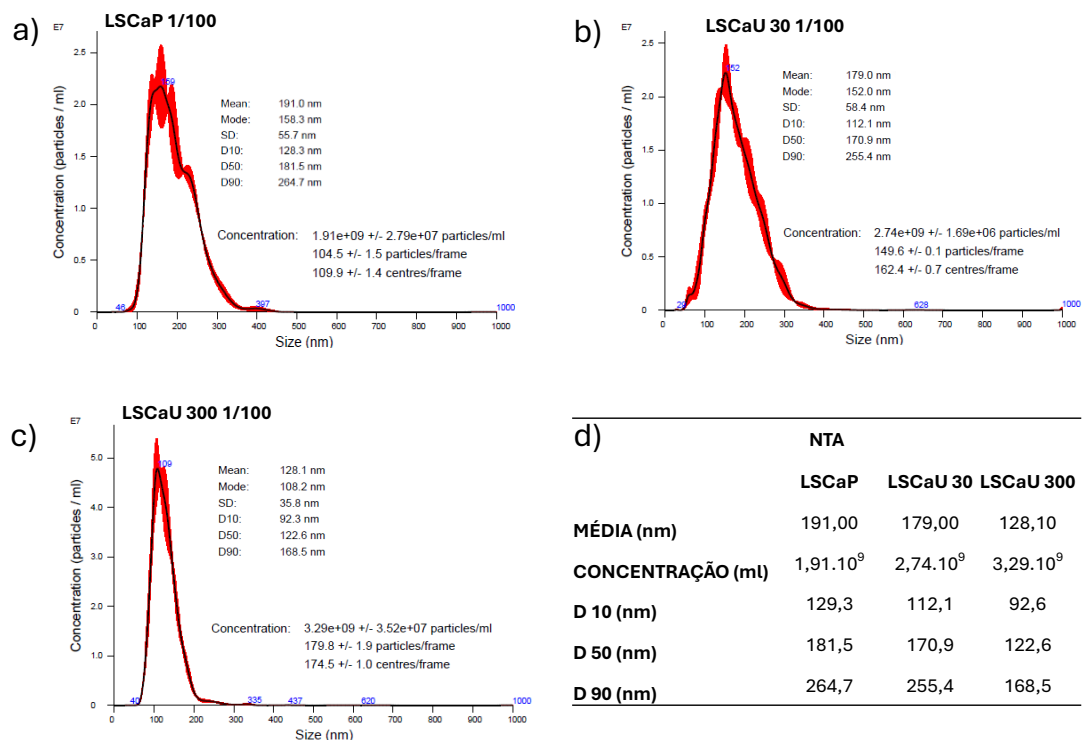 a)
LSCaP 1/100
E7
2.5
2.0
1.5
1.0
0.5
0
Concentration (particles / ml)
159
46
397
1000
Mean: 191.0 nm
Mode: 158.3 nm
SD: 55.7 nm
D10: 128.3 nm
D50: 181.5 nm
D90: 264.7 nm
Concentration: 1.91e+09 +/- 2.79e+07 particles/ml
104.5 +/- 1.5 particles/frame
109.9 +/- 1.4 centres/frame
0 100 200 300 400 500 600 700 800 900 1000
Size (nm)
b)
LSCaU 30 1/100
E7
2.5
2.0
1.5
1.0
0.5
0
Concentration (particles / ml)
152
29
628
1000
Mean: 179.0 nm
Mode: 152.0 nm
SD: 58.4 nm
D10: 112.1 nm
D50: 170.9 nm
D90: 255.4 nm
Concentration: 2.74e+09 +/- 1.69e+06 particles/ml
149.6 +/- 0.1 particles/frame
162.4 +/- 0.7 centres/frame
0 100 200 300 400 500 600 700 800 900 1000
Size (nm)
c)
LSCaU 300 1/100
E7
5.0
4.0
3.0
2.0
1.0
0
Concentration (particles / ml)
109
40
335
437
620
1000
Mean: 128.1 nm
Mode: 108.2 nm
SD: 35.8 nm
D10: 92.3 nm
D50: 122.6 nm
D90: 168.5 nm
Concentration: 3.29e+09 +/- 3.52e+07 particles/ml
179.8 +/- 1.9 particles/frame
174.5 +/- 1.0 centres/frame
0 100 200 300 400 500 600 700 800 900 1000
Size (nm)
d)
NTA
LSCaP LSCaU 30 LSCaU 300
MÉDIA (nm) 191,00 179,00 128,10
CONCENTRAÇÃO (ml) 1,91.10⁹ 2,74.10⁹ 3,29.10⁹
D 10 (nm) 129,3 112,1 92,6
D 50 (nm) 181,5 170,9 122,6
D 90 (nm) 264,7 255,4 168,5